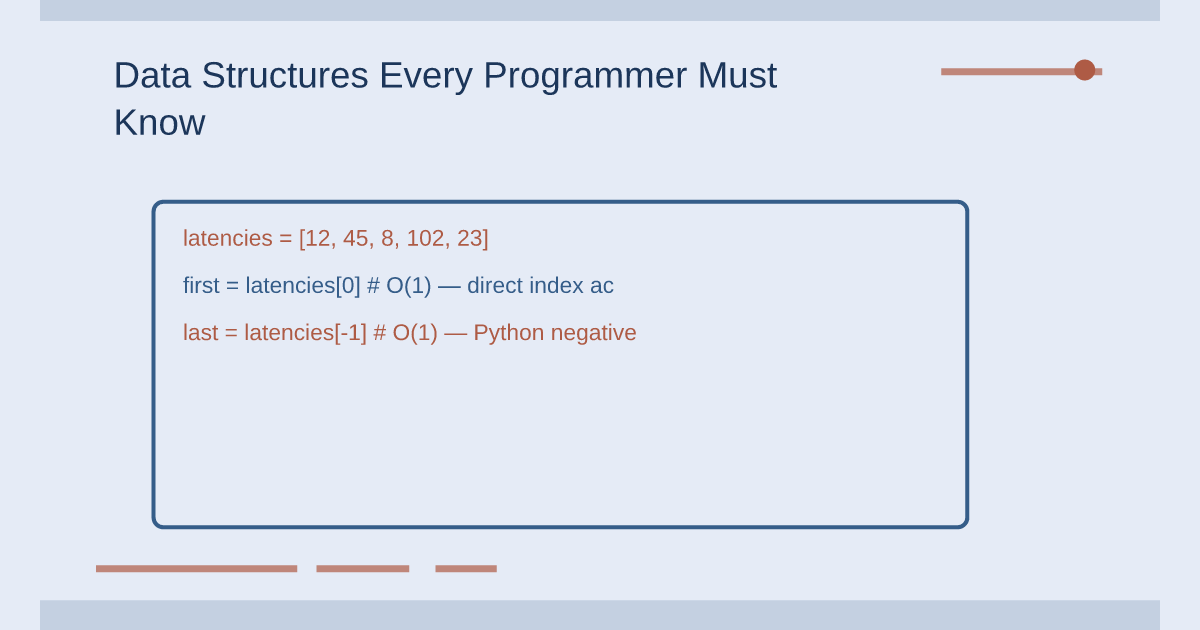 Data Structures Every Programmer Must
Know
latencies = [12, 45, 8, 102, 23]
first = latencies[0] # O(1) — direct index ac
last = latencies[-1] # O(1) — Python negative